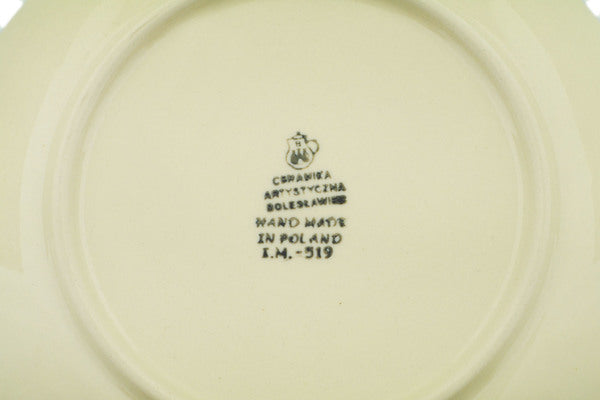 CERAMIKA
ARTYSTYCZNA
BOLESŁAWIEC
HAND MADE
IN POLAND
I.M.-519